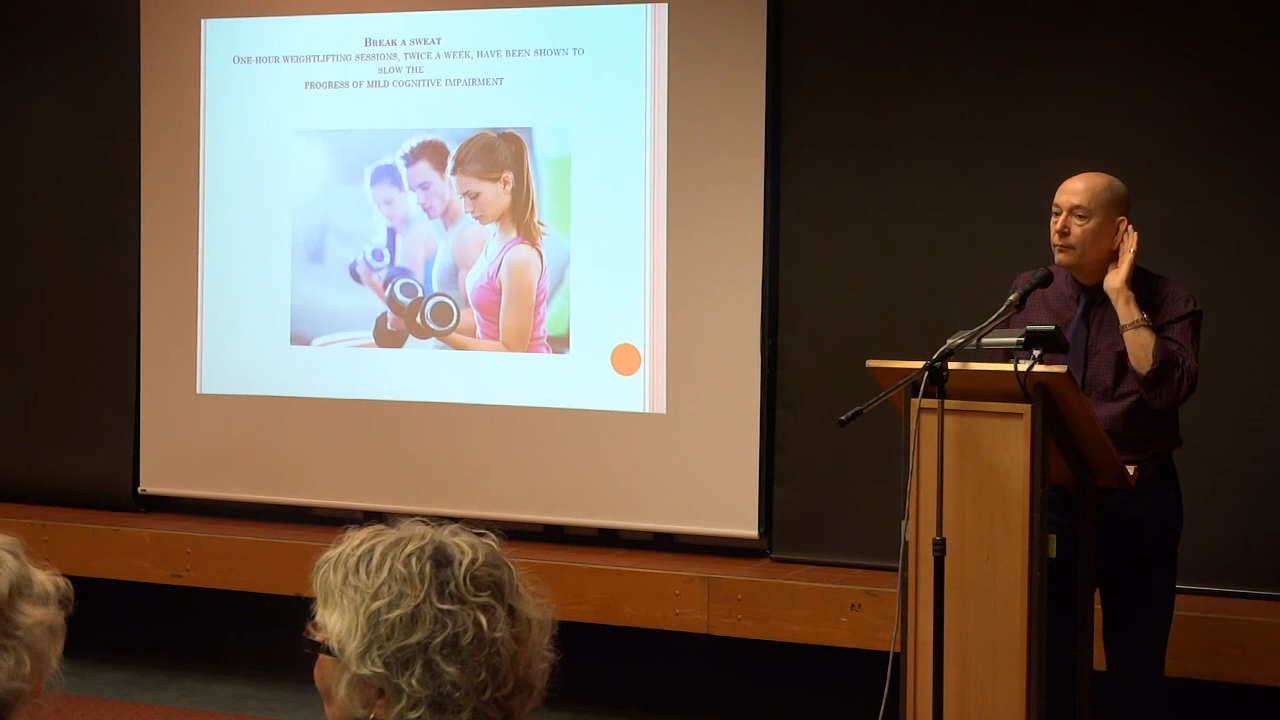 BREAK A SWEAT
ONE-HOUR WEIGHTLIFTING SESSIONS, TWICE A WEEK, HAVE BEEN SHOWN TO
SLOW THE
PROGRESS OF MILD COGNITIVE IMPAIRMENT